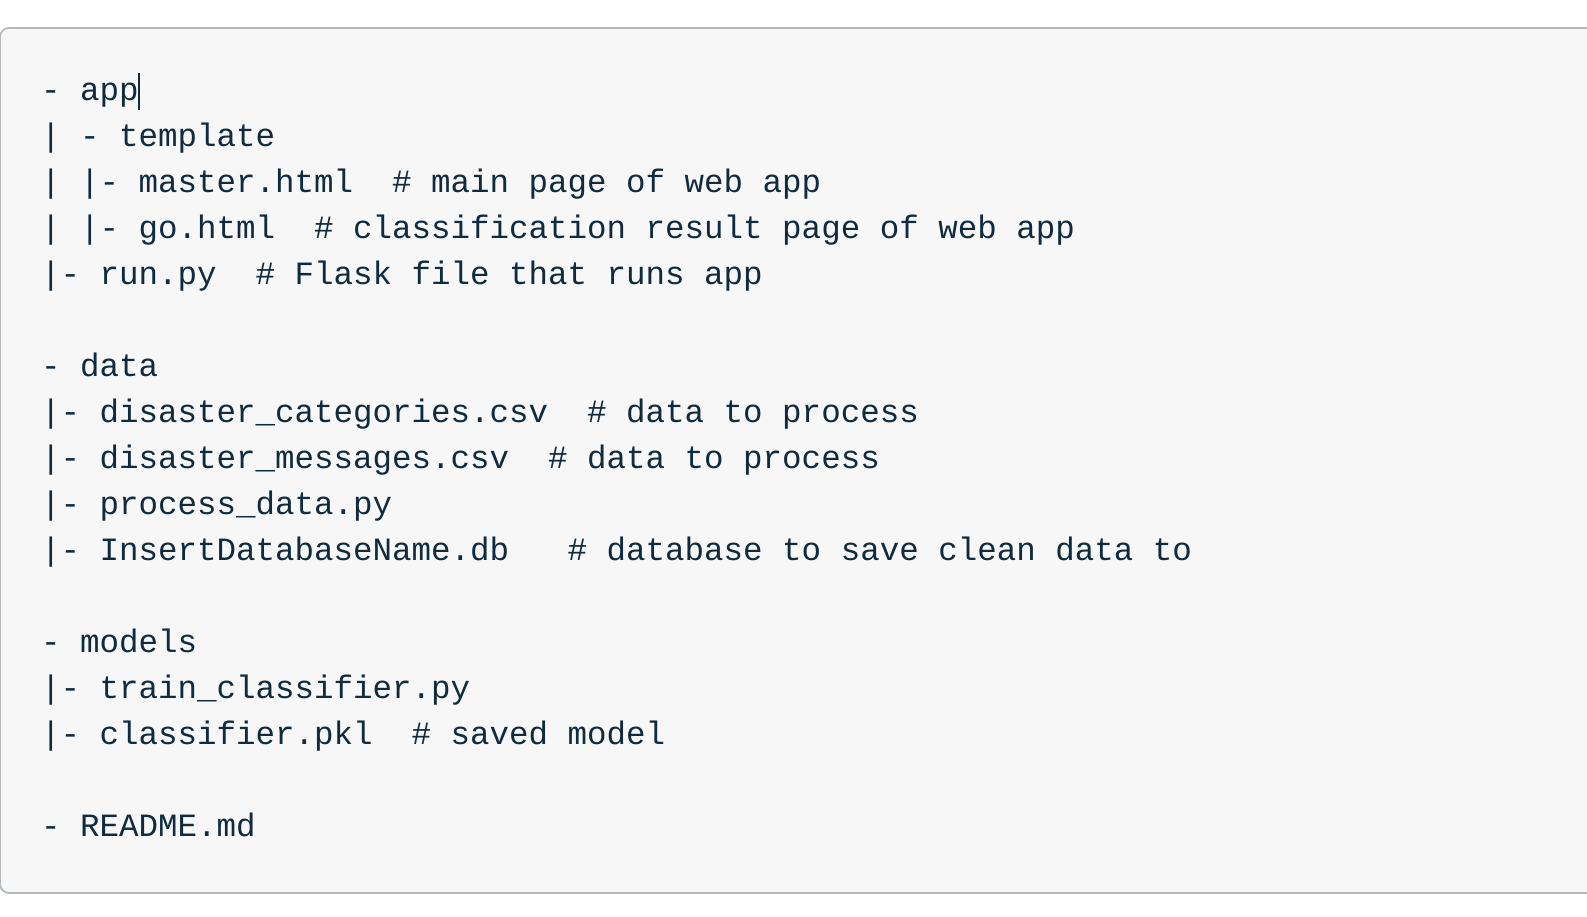 - app
| - template
| |- master.html  # main page of web app
| |- go.html  # classification result page of web app
|- run.py  # Flask file that runs app

- data
|- disaster_categories.csv  # data to process
|- disaster_messages.csv  # data to process
|- process_data.py
|- InsertDatabaseName.db   # database to save clean data to

- models
|- train_classifier.py
|- classifier.pkl  # saved model

- README.md